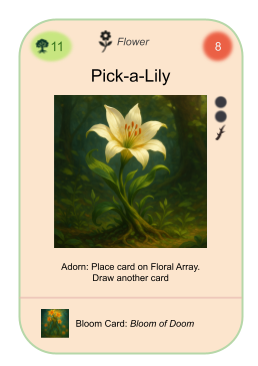 11
Flower
8
Pick-a-Lily
Adorn: Place card on Floral Array.
Draw another card
Bloom Card: Bloom of Doom